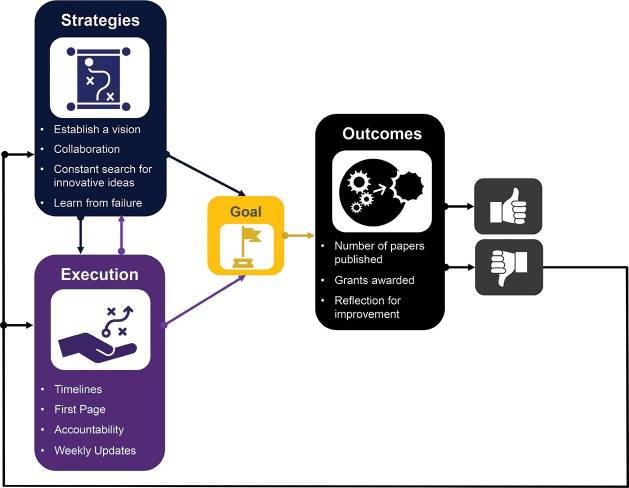 Strategies
• Establish a vision
• Collaboration
• Constant search for
innovative ideas
• Learn from failure
Execution
• Timelines
• First Page
• Accountability
• Weekly Updates
Goal
Outcomes
• Number of papers
published
• Grants awarded
• Reflection for
improvement